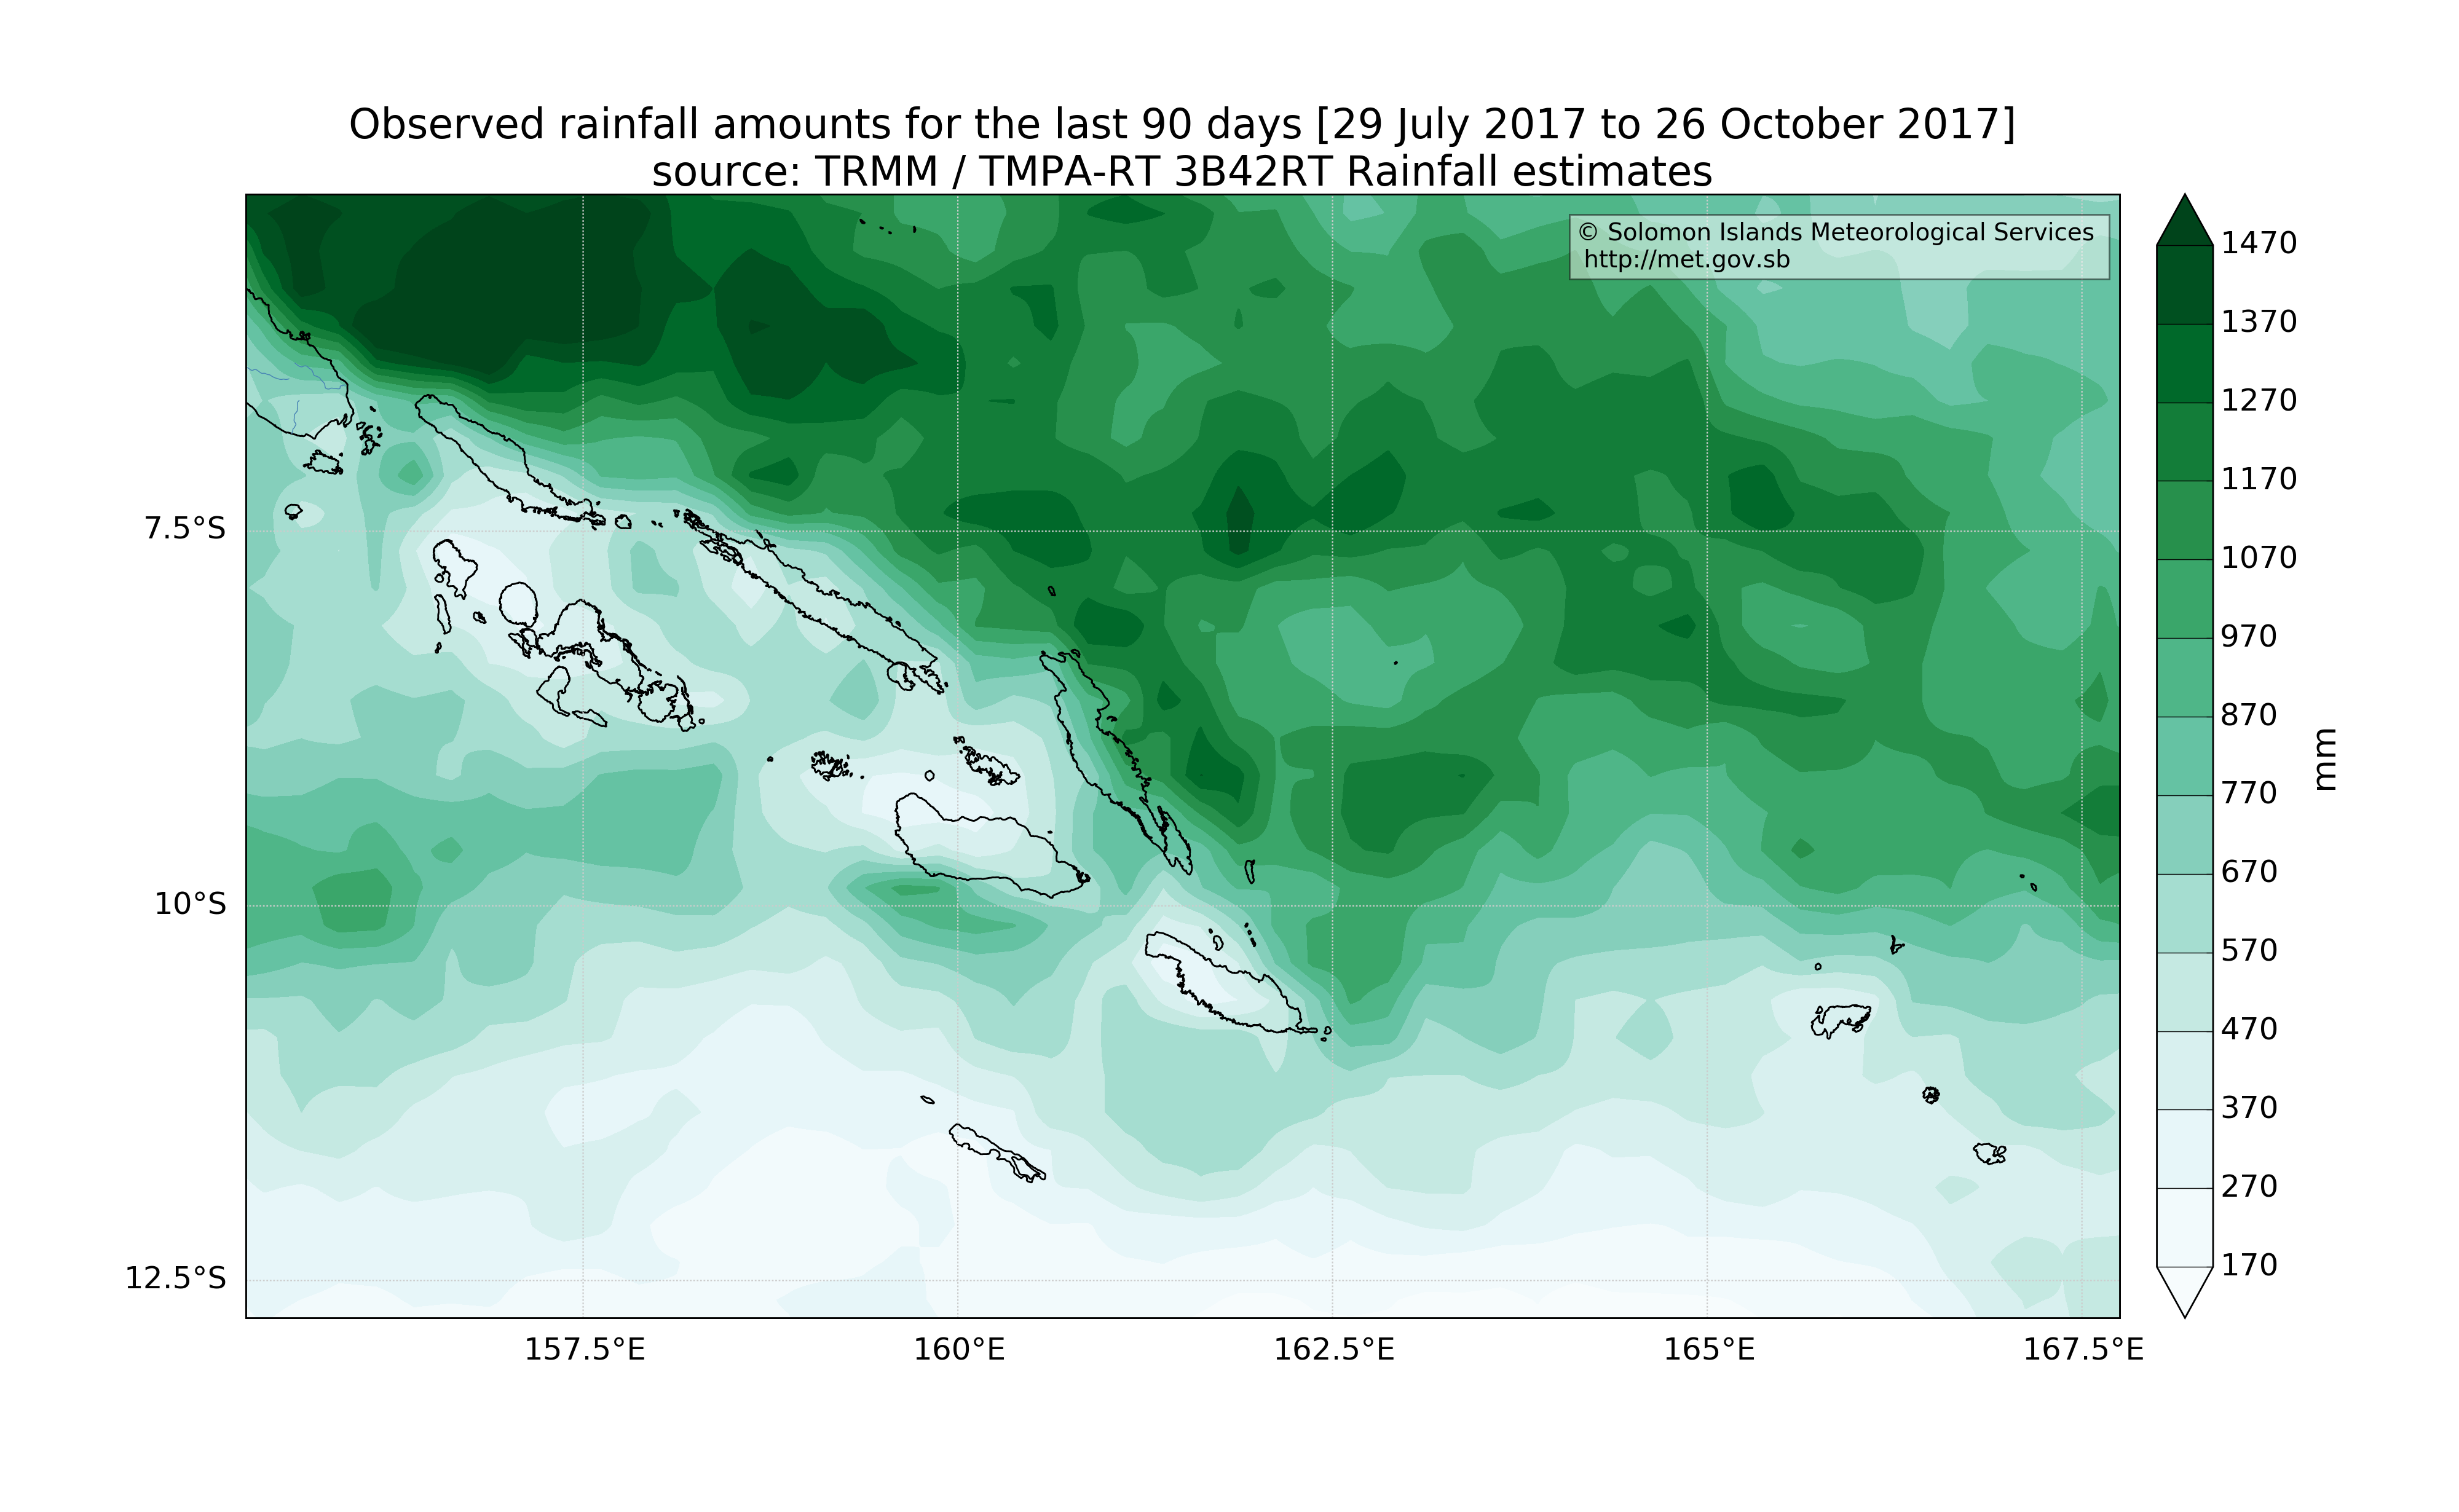 Observed rainfall amounts for the last 90 days [29 July 2017 to 26 October 2017]
source: TRMM / TMPA-RT 3B42RT Rainfall estimates
© Solomon Islands Meteorological Services
http://met.gov.sb
7.5°S
10°S
12.5°S
157.5°E
160°E
162.5°E
165°E
167.5°E
1470
1370
1270
1170
1070
970
870
770
670
570
470
370
270
170
mm